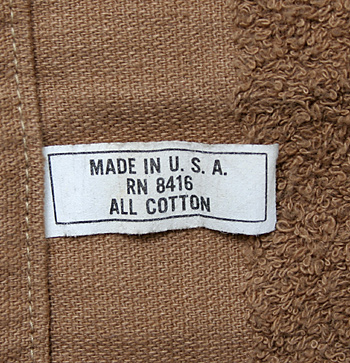 MADE IN U. S. A.
RN 8416
ALL COTTON